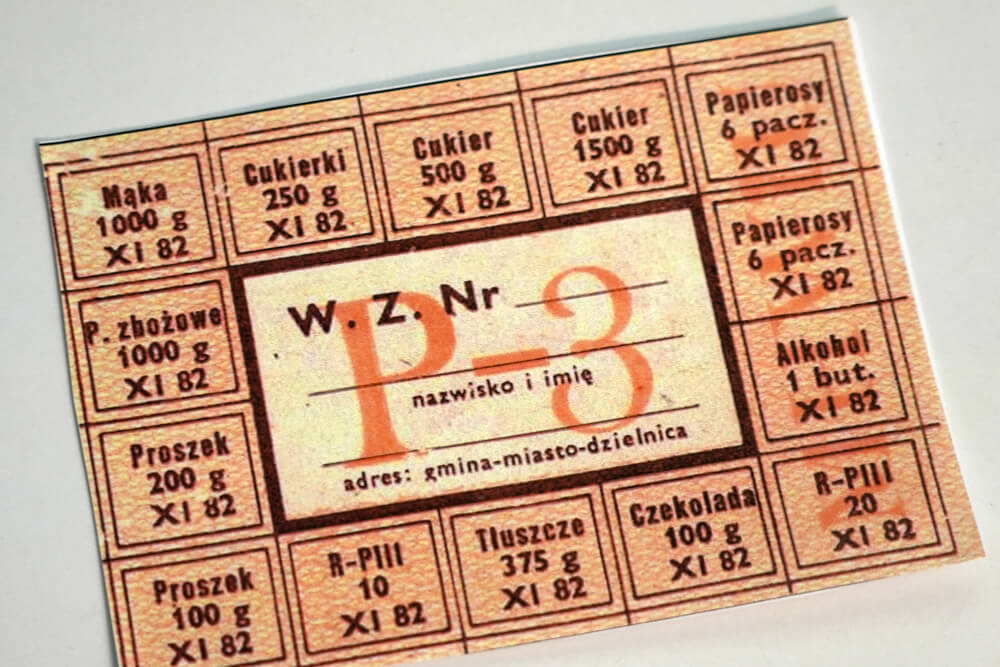 Mąka
1000 g
XI 82
Cukierki
250 g
XI 82
Cukier
500 g
XI 82
Cukier
1500 g
XI 82
Papierosy
6 pacz.
XI 82
P. zbożowe
1000 g
XI 82
W. Z. Nr
P-3
nazwisko i imię
adres: gmina-miasto-dzielnica
Papierosy
6 pacz.
XI 82
Alkohol
1 but.
XI 82
Proszek
200 g
XI 82
Proszek
100 g
XI 82
R-PIII
10
XI 82
Tłuszcze
375 g
XI 82
Czekolada
100 g
XI 82
R-PIII
20
XI 82